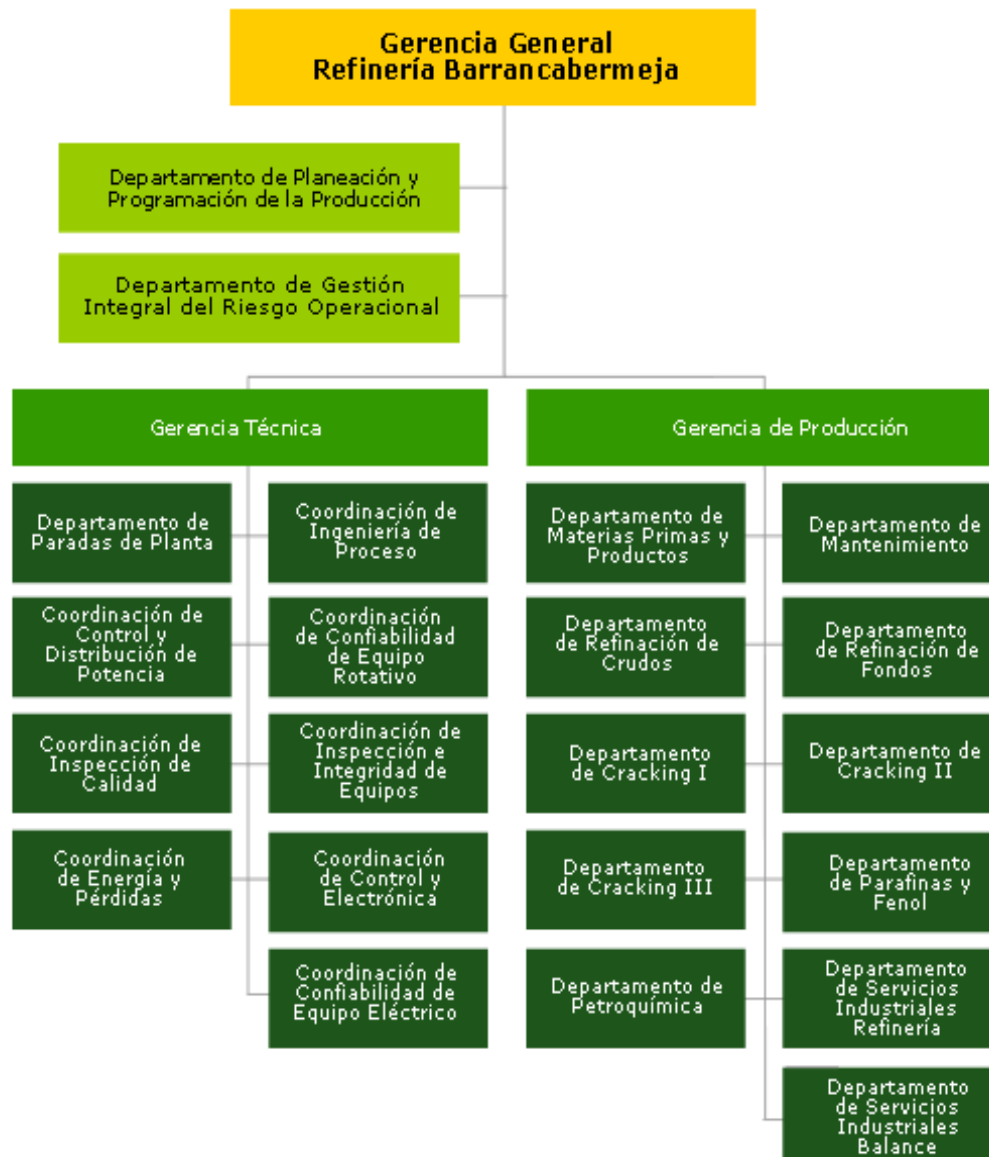 Gerencia General
Refinería Barrancabermeja
Departamento de Planeación y
Programación de la Producción
Departamento de Gestión
Integral del Riesgo Operacional
Gerencia Técnica
Gerencia de Producción
Departamento de
Paradas de Planta
Coordinación de
Ingeniería de
Proceso
Departamento de
Materias Primas y
Productos
Departamento de
Mantenimiento
Coordinación de
Control y
Distribución de
Potencia
Coordinación
de Confiabilidad
de Equipo
Rotativo
Departamento
de Refinación de
Crudos
Departamento
de Refinación de
Fondos
Coordinación de
Inspección de
Calidad
Coordinación de
Inspección e
Integridad de
Equipos
Departamento
de Cracking I
Departamento de
Cracking II
Coordinación
de Energía y
Pérdidas
Coordinación
de Control y
Electrónica
Departamento
de Cracking III
Departamento
de Parafinas y
Fenol
Coordinación de
Confiabilidad de
Equipo Eléctrico
Departamento de
Petroquímica
Departamento
de Servicios
Industriales
Refinería
Departamento
de Servicios
Industriales
Balance